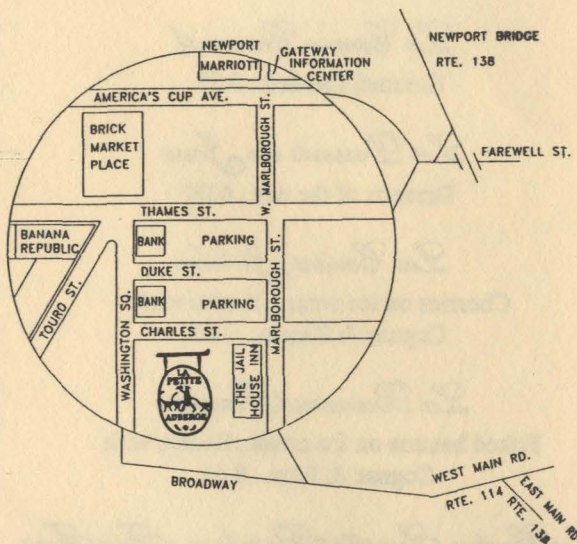 NEWPORT BRIDGE
RTE. 138
NEWPORT
MARRIOTT
GATEWAY
INFORMATION
CENTER
AMERICA'S CUP AVE.
W. MARLBOROUGH ST.
FAREWELL ST.
BRICK
MARKET
PLACE
THAMES ST.
BANANA
REPUBLIC
BANK
PARKING
MARLBOROUGH ST.
DUKE ST.
TOURO ST.
BANK
PARKING
WASHINGTON SQ.
CHARLES ST.
LA
PETITE
AUBERGE
THE JAIL
HOUSE INN
BROADWAY
WEST MAIN RD.
RTE. 114
EAST MAIN RD
RTE. 138